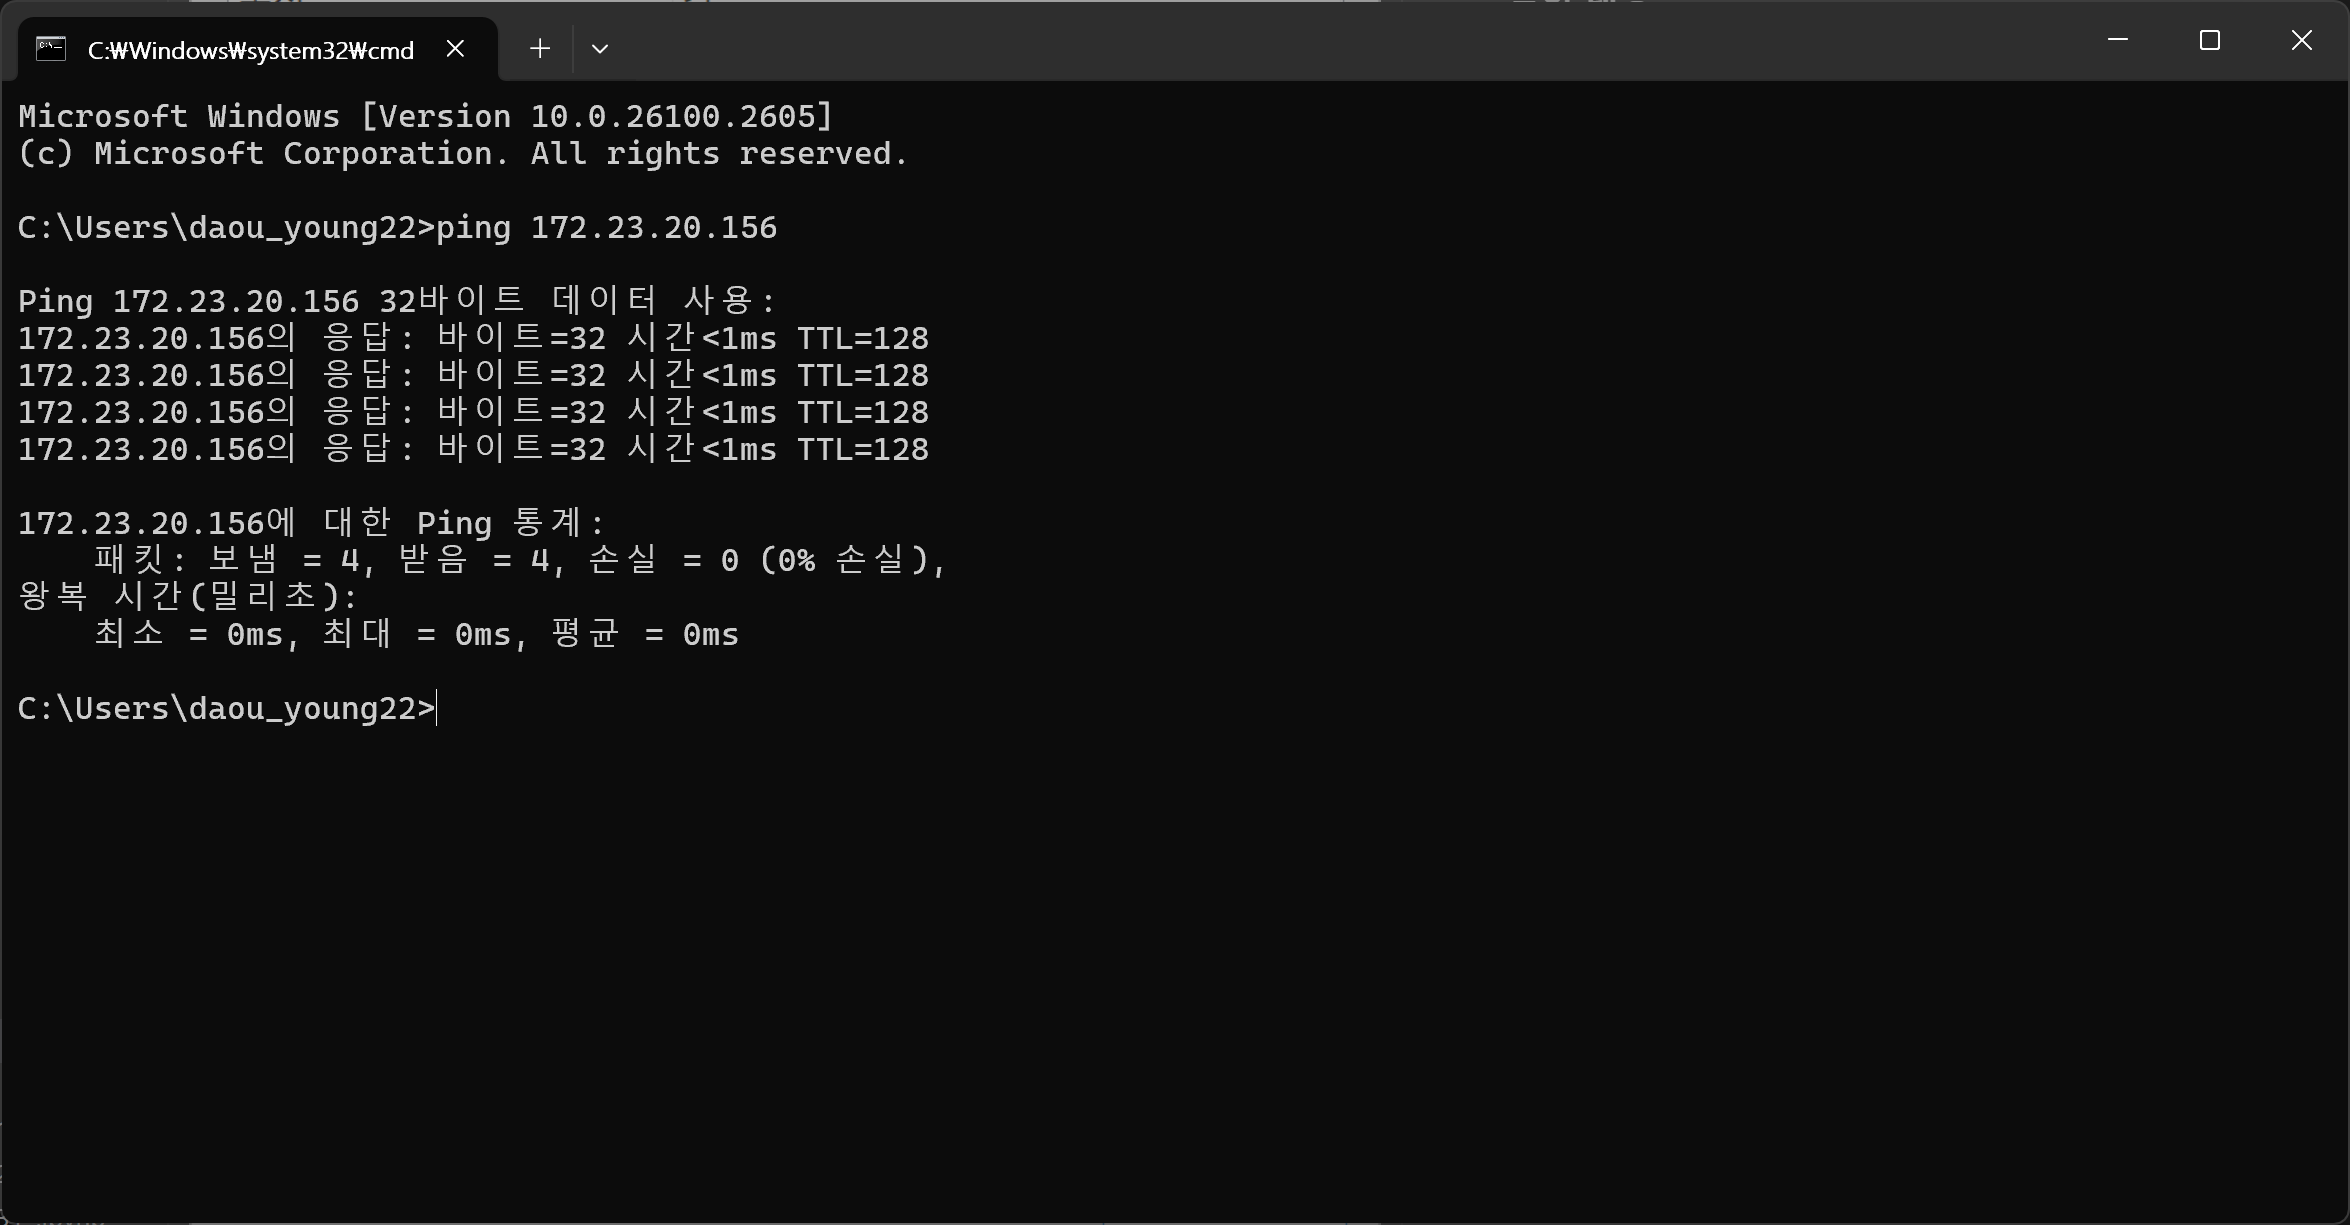 C:₩Windows₩system32₩cmd
Microsoft Windows [Version 10.0.26100.2605]
(c) Microsoft Corporation. All rights reserved.
C:\Users\daou_young22>ping 172.23.20.156
Ping 172.23.20.156 32바이트 데이터 사용:
172.23.20.156의 응답: 바이트=32 시간<1ms TTL=128
172.23.20.156의 응답: 바이트=32 시간<1ms TTL=128
172.23.20.156의 응답: 바이트=32 시간<1ms TTL=128
172.23.20.156의 응답: 바이트=32 시간<1ms TTL=128
172.23.20.156에 대한 Ping 통계:
    패킷: 보냄 = 4, 받음 = 4, 손실 = 0 (0% 손실),
왕복 시간(밀리초):
    최소 = 0ms, 최대 = 0ms, 평균 = 0ms
C:\Users\daou_young22>